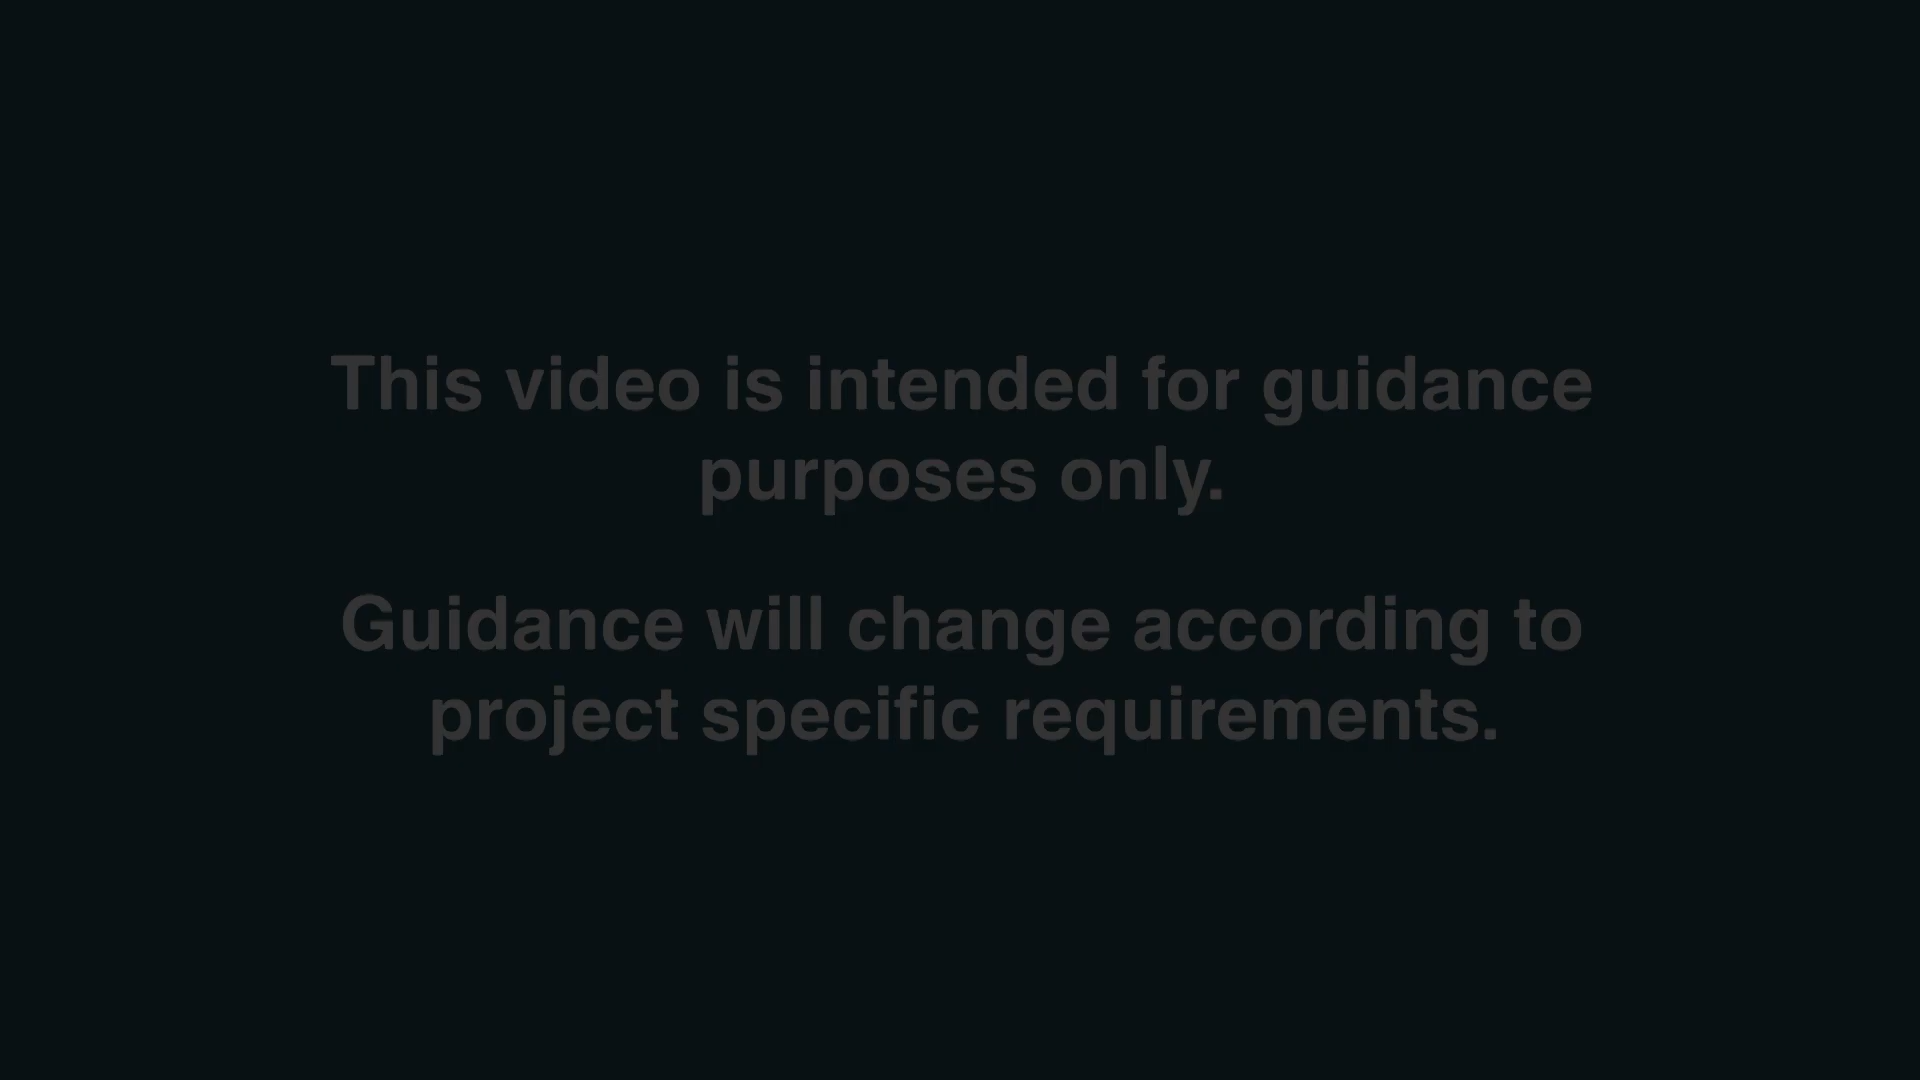 This video is intended for guidance
purposes only.
Guidance will change according to
project specific requirements.